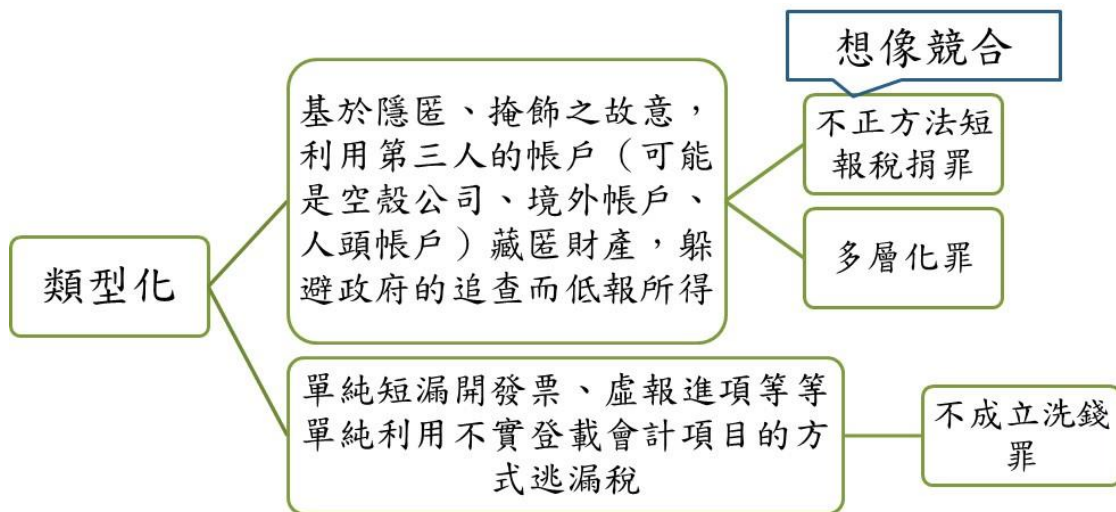 想像競合
基於隱匿、掩飾之故意，
利用第三人的帳戶（可能
是空殼公司、境外帳戶、
人頭帳戶）藏匿財產，躲
避政府的追查而低報所得
不正方法短
報稅捐罪
多層化罪
類型化
單純短漏開發票、虛報進項等等
單純利用不實登載會計項目的方
式逃漏稅
不成立洗錢
罪